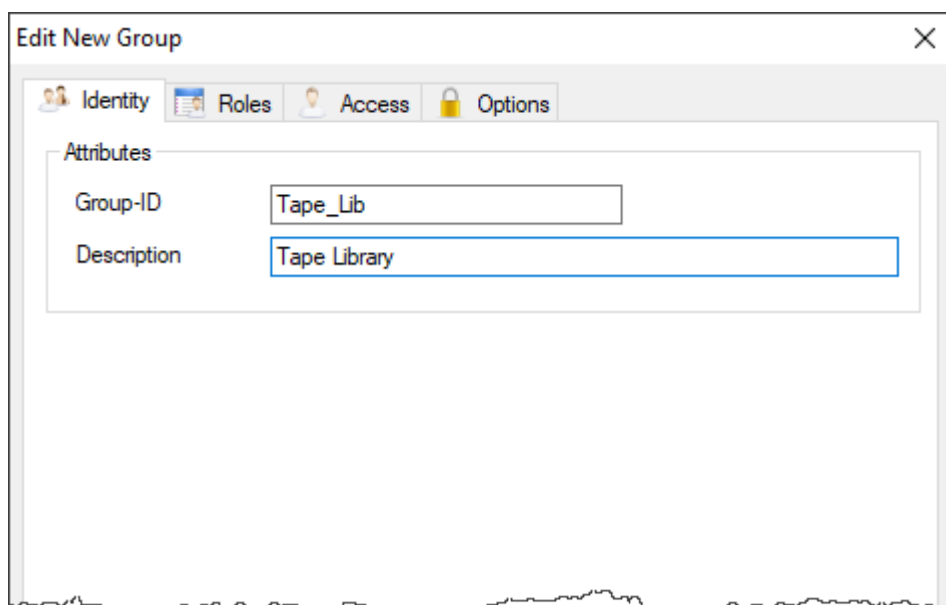 Edit New Group
Identity Roles Access Options
Attributes
Group-ID Tape_Lib
Description Tape Library